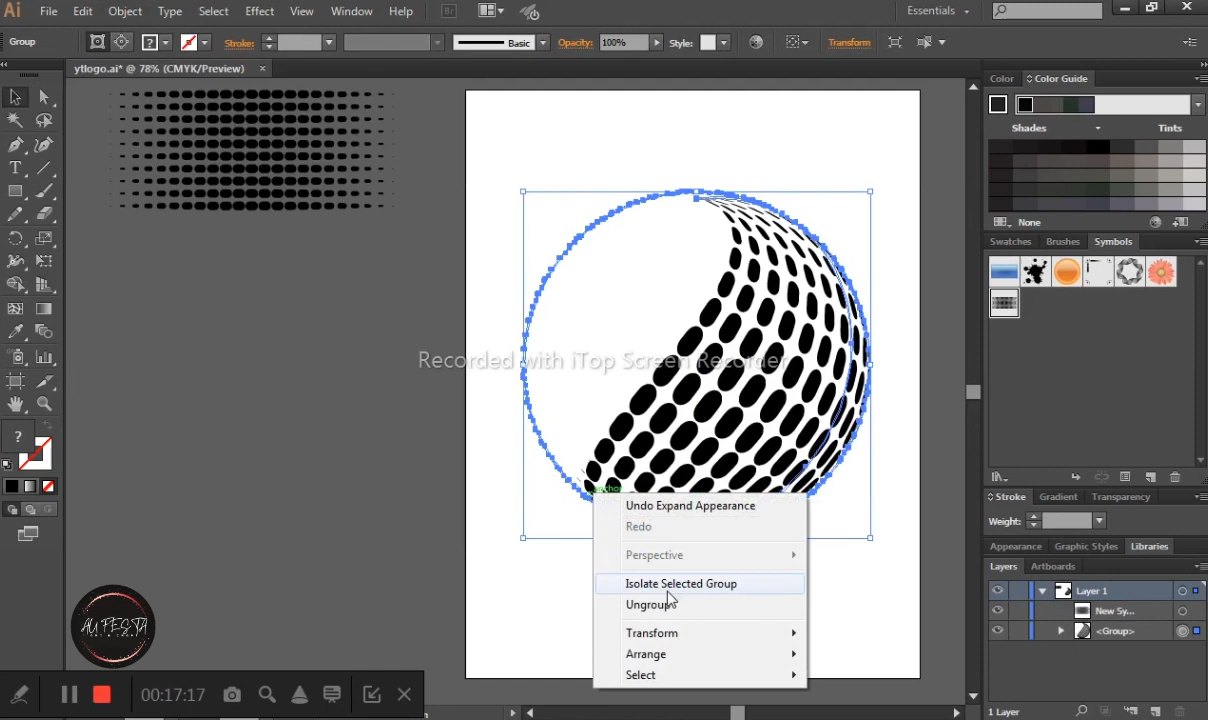 Ai File Edit Object Type Select Effect View Window Help Br Essentials
Group ? Stroke: Basic Opacity: 100% Style: Transform
ytlogo.ai* @ 78% (CMYK/Preview) ×
Color Color Guide
Shades Tints
None
Swatches Brushes Symbols
Recorded with iTop Screen Recorder
anchor
Undo Expand Appearance
Redo
Perspective
Isolate Selected Group
Ungroup
Transform
Arrange
Select
Stroke Gradient Transparency
Weight:
Appearance Graphic Styles Libraries
Layers Artboards
Layer 1
New Sy...
<Group>
1 Layer
T
?
AU FESTA
00:17:17